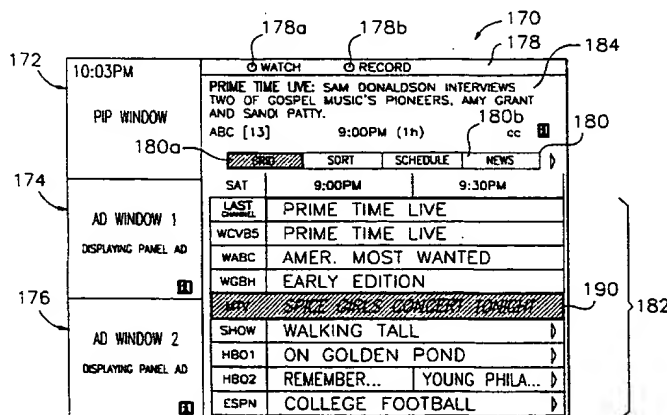 178a 178b 170
178
10:03PM WATCH RECORD 184
172
PRIME TIME LIVE: SAM DONALDSON INTERVIEWS
TWO OF GOSPEL MUSIC'S PIONEERS, AMY GRANT
AND SANDI PATTY.
PIP WINDOW
180b
ABC [13] 9:00PM (1h) cc
180
180a
GRID SORT SCHEDULE NEWS
174
SAT 9:00PM 9:30PM
LAST CHANNEL PRIME TIME LIVE
AD WINDOW 1
WCVB5 PRIME TIME LIVE
DISPLAYING PANEL AD
WABC AMER. MOST WANTED
WGBH EARLY EDITION
176
190
MTV SPICE GIRLS CONCERT TONIGHT
182
SHOW WALKING TALL
AD WINDOW 2
HBO1 ON GOLDEN POND
DISPLAYING PANEL AD
HBO2 REMEMBER... YOUNG PHILA...
ESPN COLLEGE FOOTBALL